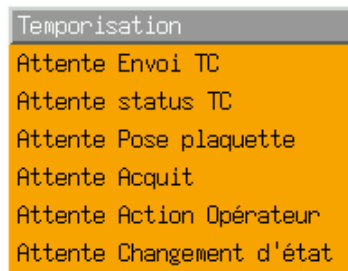 Temporisation
Attente Envoi TC
Attente status TC
Attente Pose plaquette
Attente Acquit
Attente Action Opérateur
Attente Changement d'état